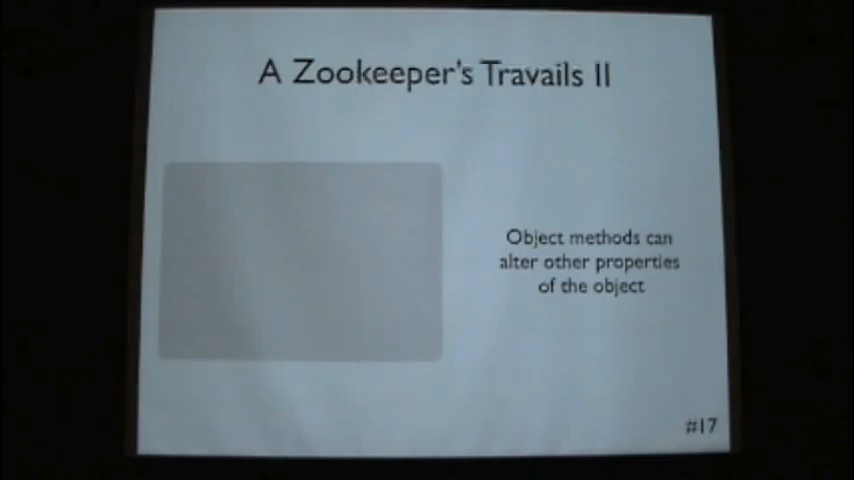 A Zookeeper's Travails II
Object methods can
alter other properties
of the object
#17